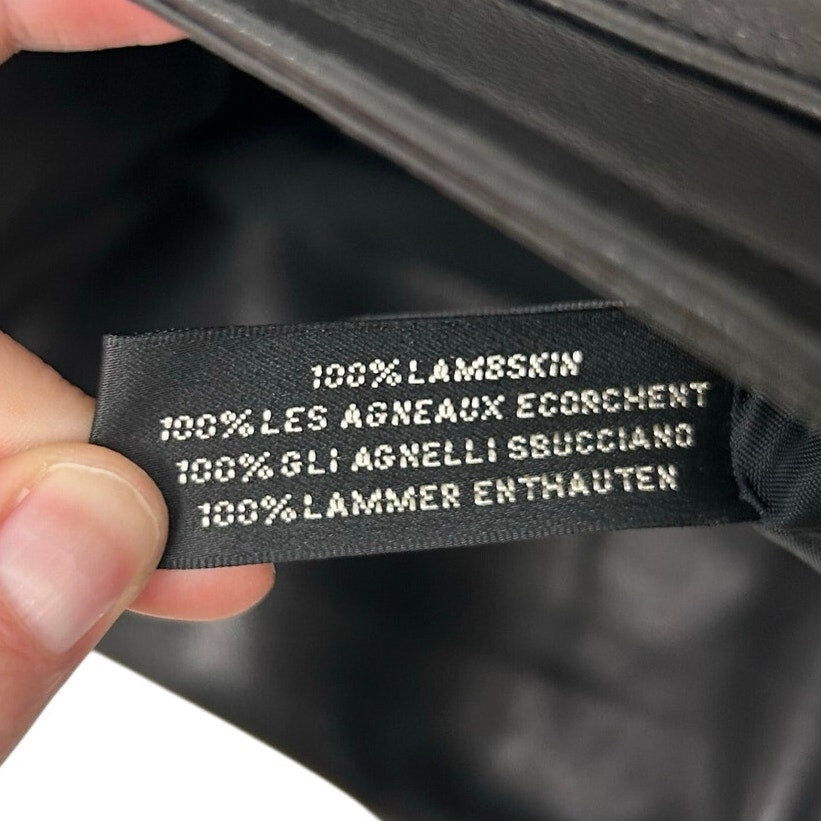 100% LAMBSKIN
100% LES AGNEAUX ECORCHENT
100% GLI AGNELLI SBUCCIANO
100% LAMMER ENTHAUTEN